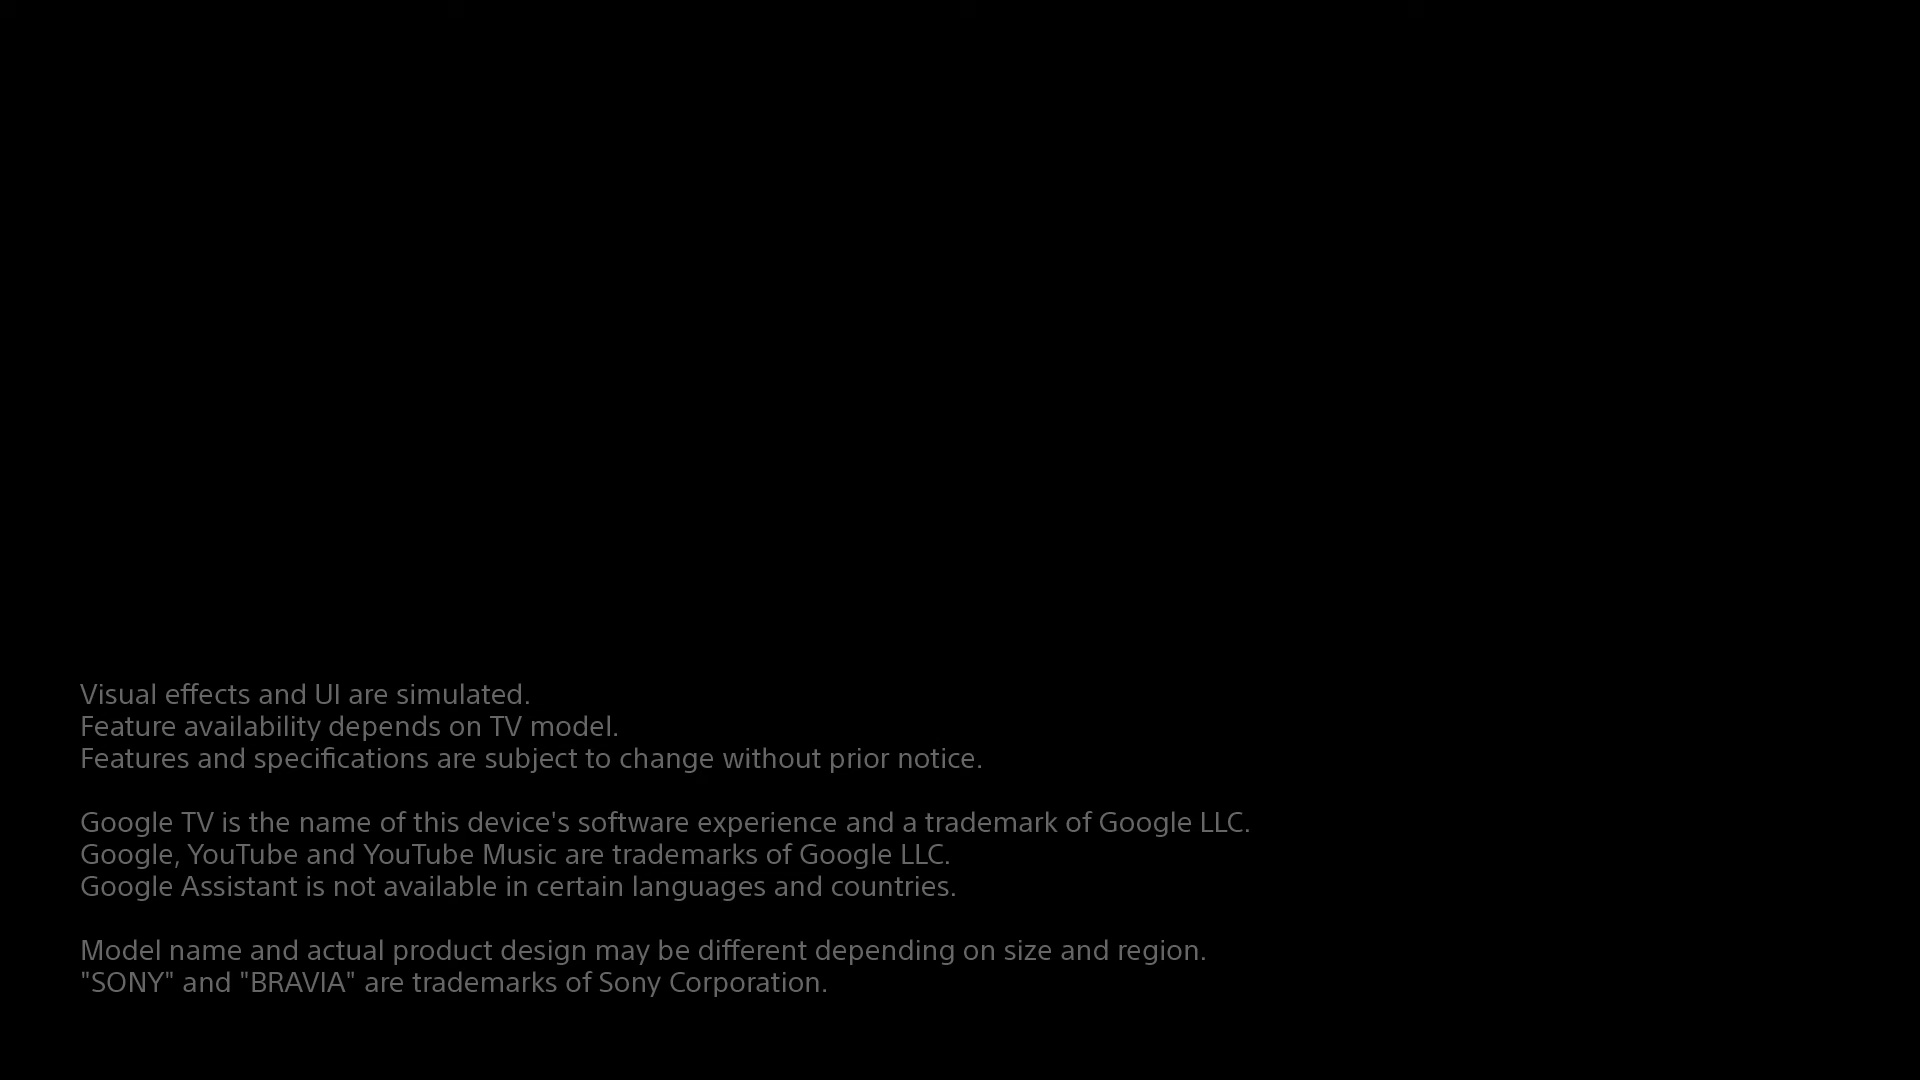 Visual effects and UI are simulated.
Feature availability depends on TV model.
Features and specifications are subject to change without prior notice.
Google TV is the name of this device's software experience and a trademark of Google LLC.
Google, YouTube and YouTube Music are trademarks of Google LLC.
Google Assistant is not available in certain languages and countries.
Model name and actual product design may be different depending on size and region.
"SONY" and "BRAVIA" are trademarks of Sony Corporation.